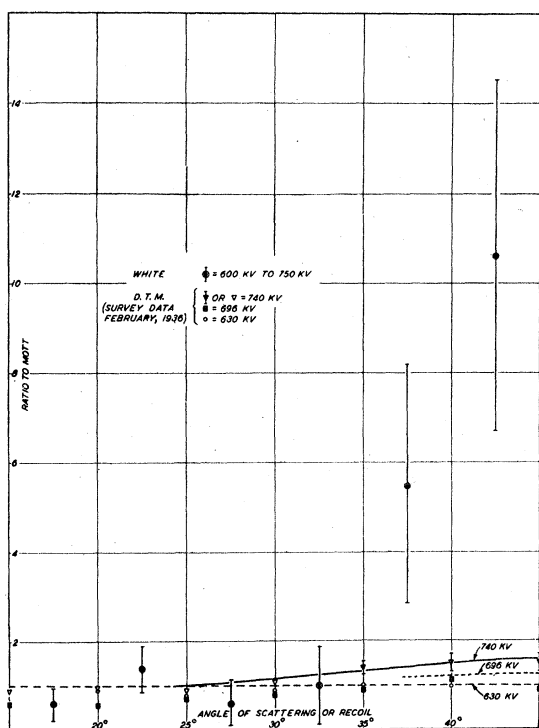 14
12
WHITE = 600 KV TO 750 KV
10
D. T. M. OR ▽ = 740 KV
(SURVEY DATA = 696 KV
FEBRUARY, 1936) ○ = 630 KV
RATIO TO MOTT
8
6
4
2
740 KV
696 KV
630 KV
20° 25° 30° 35° 40°
ANGLE OF SCATTERING OR RECOIL